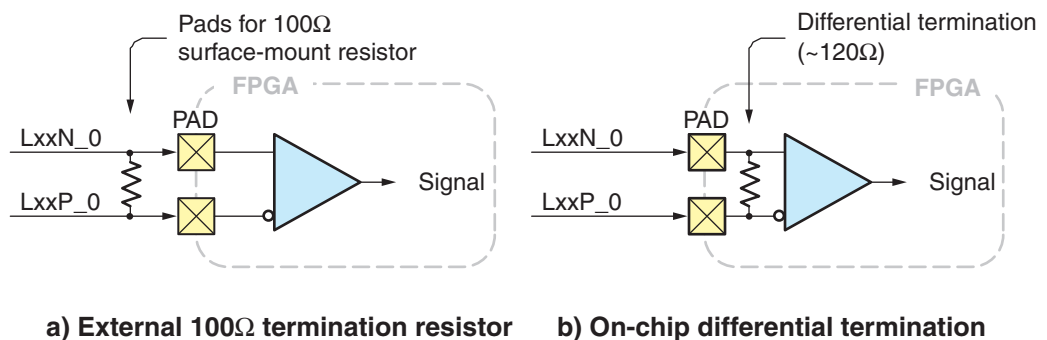 Pads for 100Ω
surface-mount resistor
FPGA
PAD
LxxN_0
LxxP_0
Signal
a) External 100Ω termination resistor
Differential termination
(~120Ω)
FPGA
PAD
LxxN_0
LxxP_0
Signal
b) On-chip differential termination